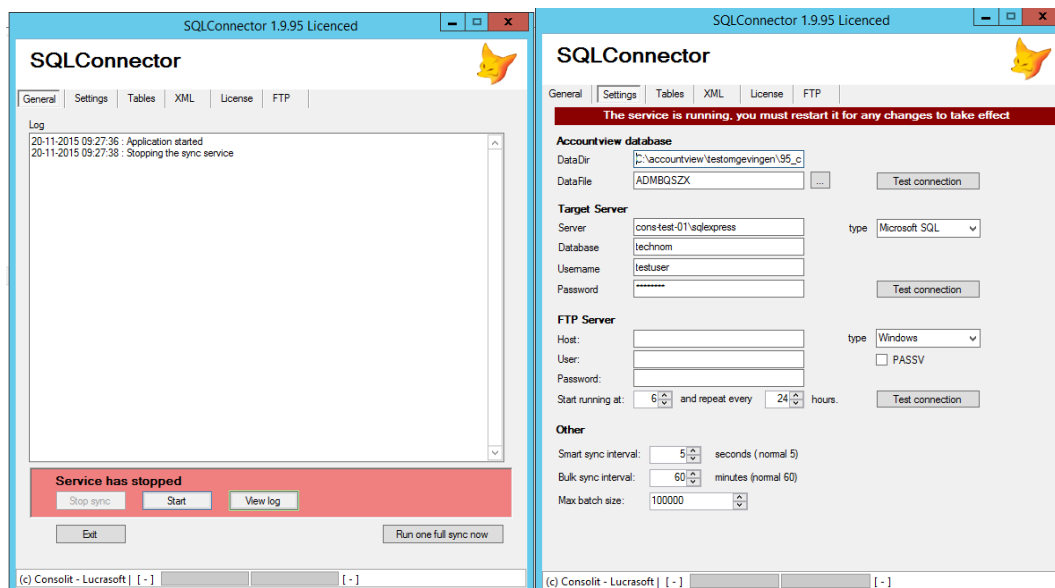 SQLConnector 1.9.95 Licenced
SQLConnector
General Settings Tables XML License FTP
Log
20-11-2015 09:27:36 : Application started
20-11-2015 09:27:38 : Stopping the sync service
Service has stopped
Stop sync Start View log
Exit Run one full sync now
(c) Consolit - Lucrasoft | [ - ] [ - ]
SQLConnector 1.9.95 Licenced
SQLConnector
General Settings Tables XML License FTP
The service is running, you must restart it for any changes to take effect
Accountview database
DataDir C:\accountview\testomgevingen\95_c
DataFile ADMBQSZX ... Test connection
Target Server
Server cons-test-01\sqlexpress type Microsoft SQL
Database technom
Username testuser
Password ******** Test connection
FTP Server
Host: type Windows
User: PASSV
Password:
Start running at: 6 and repeat every 24 hours. Test connection
Other
Smart sync interval: 5 seconds ( normal 5)
Bulk sync interval: 60 minutes (normal 60)
Max batch size: 100000
(c) Consolit - Lucrasoft | [ - ] [ - ]